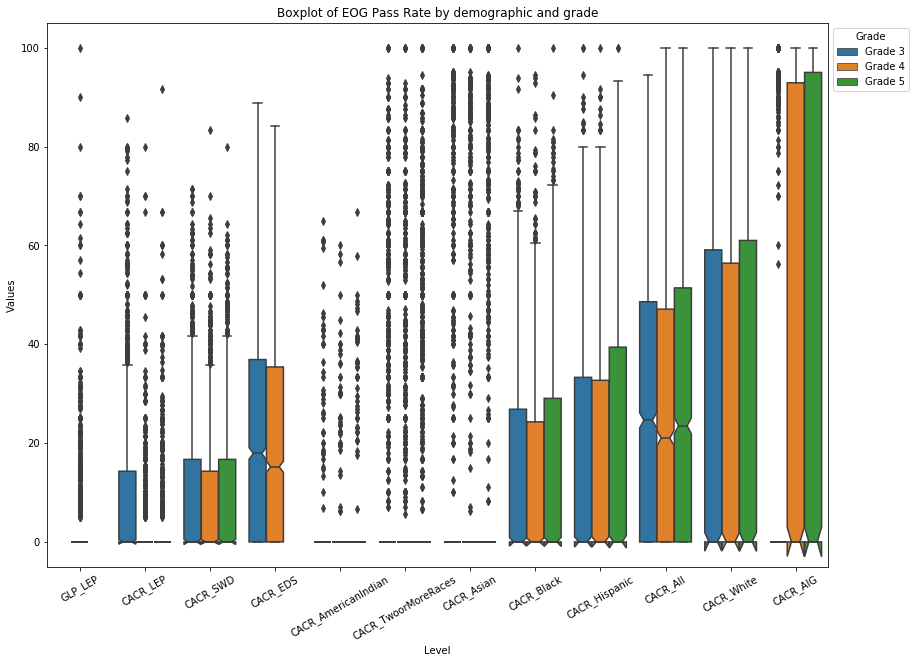 Boxplot of EOG Pass Rate by demographic and grade
Grade
Grade 3
Grade 4
Grade 5
100
80
60
40
20
0
Values
GLP_LEP
CACR_LEP
CACR_SWD
CACR_EDS
CACR_AmericanIndian
CACR_TwoorMoreRaces
CACR_Asian
CACR_Black
CACR_Hispanic
CACR_All
CACR_White
CACR_AIG
Level